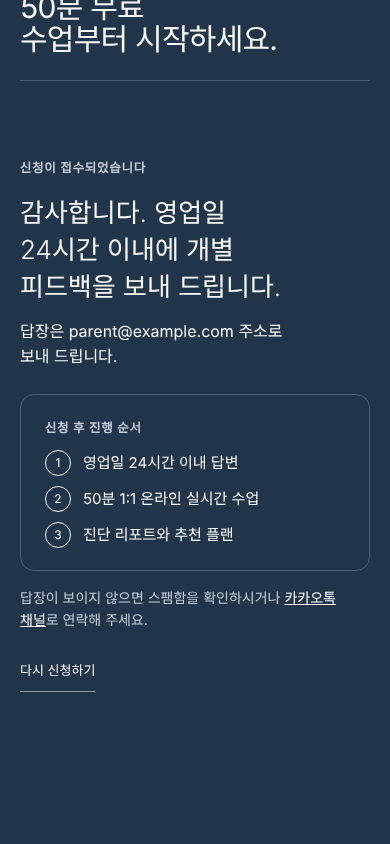 50분 무료
수업부터 시작하세요.
신청이 접수되었습니다
감사합니다. 영업일
24시간 이내에 개별
피드백을 보내 드립니다.
답장은 parent@example.com 주소로
보내 드립니다.
신청 후 진행 순서
1 영업일 24시간 이내 답변
2 50분 1:1 온라인 실시간 수업
3 진단 리포트와 추천 플랜
답장이 보이지 않으면 스팸함을 확인하시거나 카카오톡
채널로 연락해 주세요.
다시 신청하기